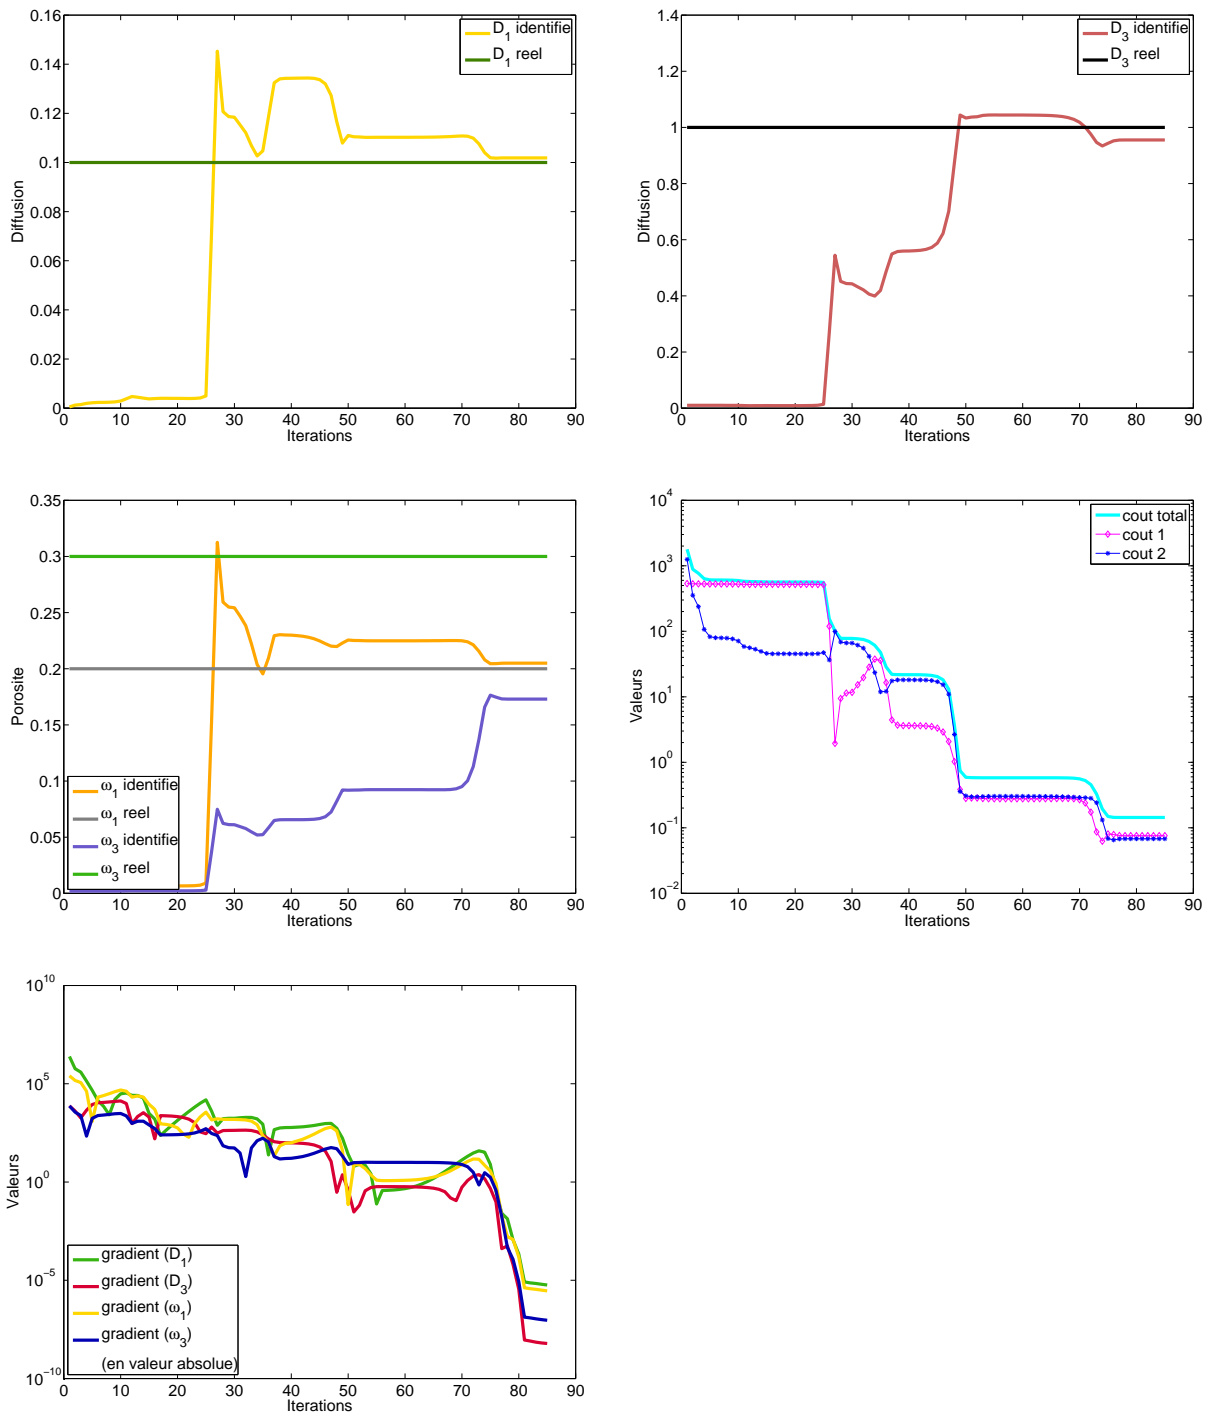 0.16
0.14
0.12
0.1
0.08
0.06
0.04
0.02
0
0 10 20 30 40 50 60 70 80 90
Iterations
Diffusion
D1 identifie
D1 reel
1.4
1.2
1
0.8
0.6
0.4
0.2
0
0 10 20 30 40 50 60 70 80 90
Iterations
Diffusion
D3 identifie
D3 reel
0.35
0.3
0.25
0.2
0.15
0.1
0.05
0
0 10 20 30 40 50 60 70 80 90
Iterations
Porosite
ω1 identifie
ω1 reel
ω3 identifie
ω3 reel
10^4
10^3
10^2
10^1
10^0
10^−1
10^−2
0 10 20 30 40 50 60 70 80 90
Iterations
Valeurs
cout total
cout 1
cout 2
10^10
10^5
10^0
10^−5
10^−10
0 10 20 30 40 50 60 70 80 90
Iterations
Valeurs
gradient (D1)
gradient (D3)
gradient (ω1)
gradient (ω3)
(en valeur absolue)